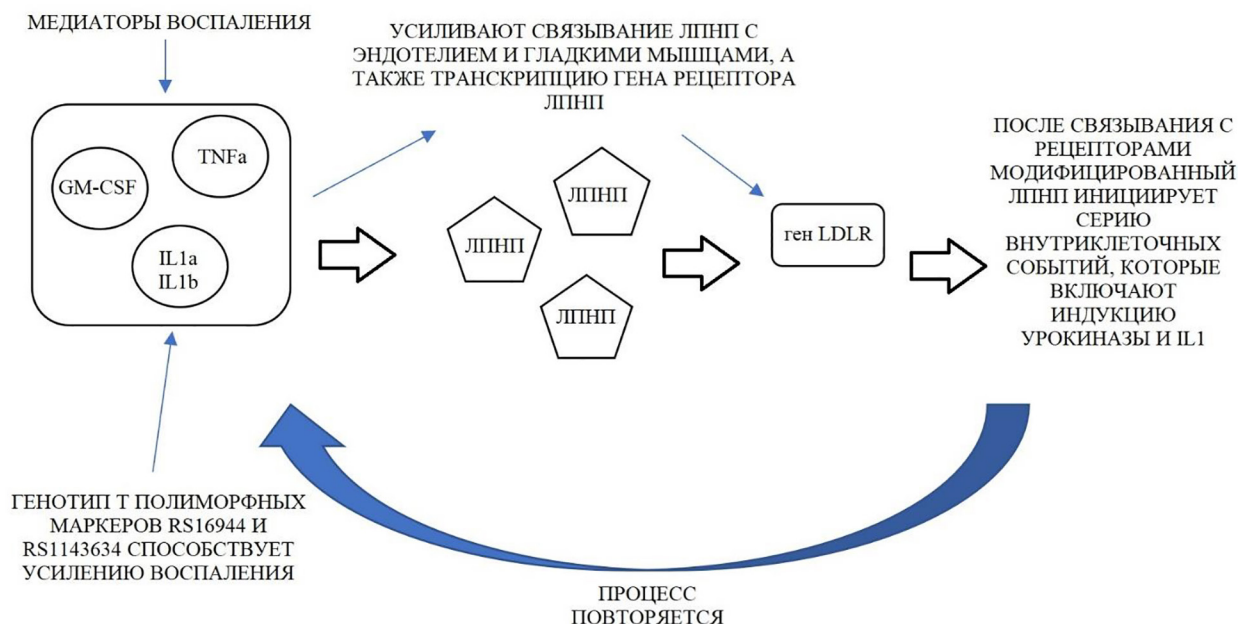 МЕДИАТОРЫ ВОСПАЛЕНИЯ
TNFa
GM-CSF
IL1a
IL1b
УСИЛИВАЮТ СВЯЗЫВАНИЕ ЛПНП С
ЭНДОТЕЛИЕМ И ГЛАДКИМИ МЫШЦАМИ, А
ТАКЖЕ ТРАНСКРИПЦИЮ ГЕНА РЕЦЕПТОРА
ЛПНП
ЛПНП
ЛПНП
ЛПНП
ген LDLR
ПОСЛЕ СВЯЗЫВАНИЯ С
РЕЦЕПТОРАМИ
МОДИФИЦИРОВАННЫЙ
ЛПНП ИНИЦИИРУЕТ
СЕРИЮ
ВНУТРИКЛЕТОЧНЫХ
СОБЫТИЙ, КОТОРЫЕ
ВКЛЮЧАЮТ
ИНДУКЦИЮ
УРОКИНАЗЫ И IL1
ГЕНОТИП Т ПОЛИМОРФНЫХ
МАРКЕРОВ RS16944 И
RS1143634 СПОСОБСТВУЕТ
УСИЛЕНИЮ ВОСПАЛЕНИЯ
ПРОЦЕСС
ПОВТОРЯЕТСЯ